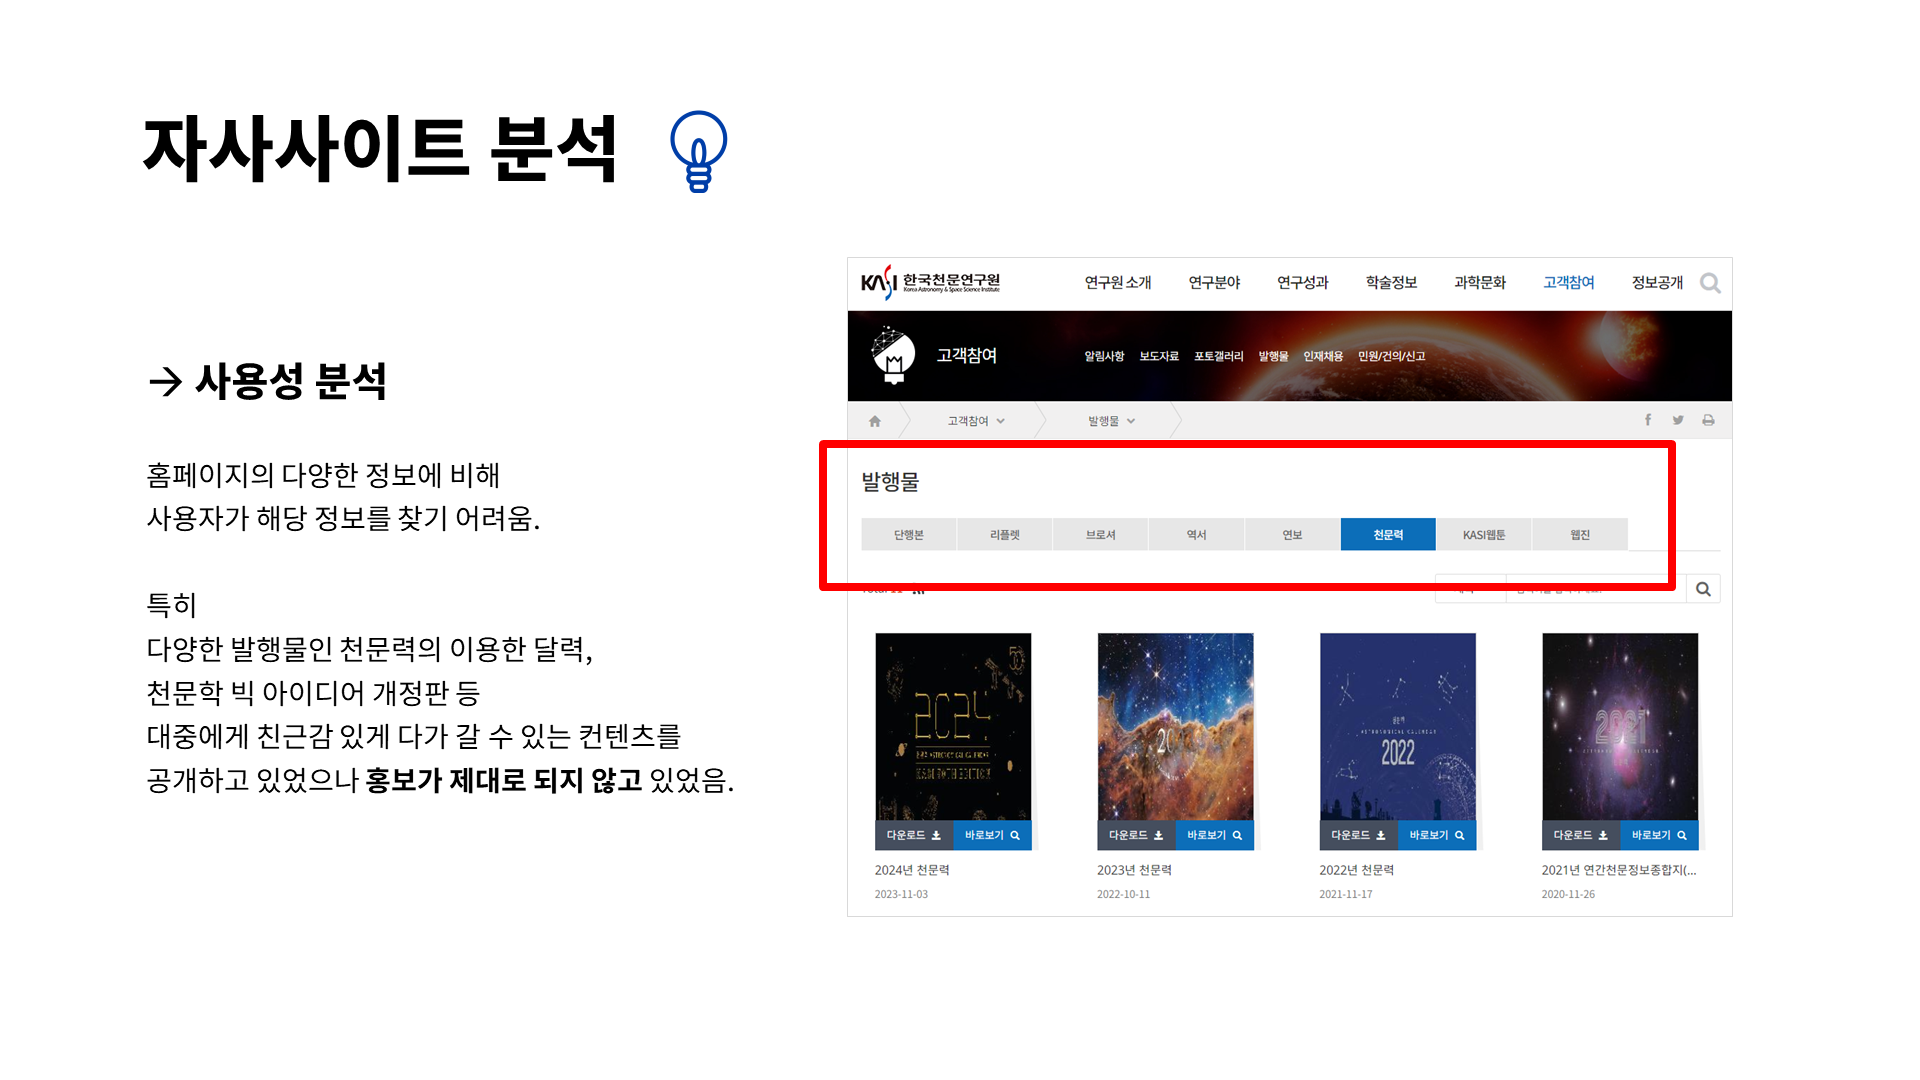 자사사이트 분석
→ 사용성 분석
홈페이지의 다양한 정보에 비해
사용자가 해당 정보를 찾기 어려움.
특히
다양한 발행물인 천문력의 이용한 달력,
천문학 빅 아이디어 개정판 등
대중에게 친근감 있게 다가 갈 수 있는 컨텐츠를
공개하고 있었으나 홍보가 제대로 되지 않고 있었음.
KASI 한국천문연구원
Korea Astronomy & Space Science Institute
연구원 소개 연구분야 연구성과 학술정보 과학문화 고객참여 정보공개
고객참여
알림사항 보도자료 포토갤러리 발행물 인재채용 민원/건의/신고
고객참여 발행물
발행물
단행본 리플렛 브로셔 역서 연보 천문력 KASI웹툰 웹진
2024
ASTRONOMICAL CALENDAR
KASI 50TH EDITION
50
20
2022
ASTRONOMICAL CALENDAR
2021
다운로드 바로보기 다운로드 바로보기 다운로드 바로보기 다운로드 바로보기
2024년 천문력 2023년 천문력 2022년 천문력 2021년 연간천문정보종합지(...
2023-11-03 2022-10-11 2021-11-17 2020-11-26